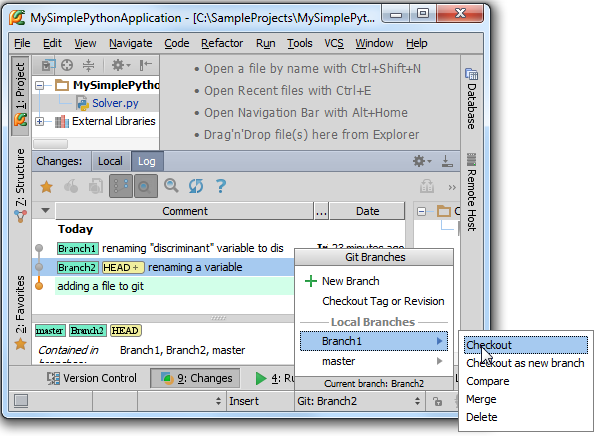 MySimplePythonApplication - [C:\SampleProjects\MySimplePyt...
File Edit View Navigate Code Refactor Run Tools VCS Window Help
1: Project
7: Structure
2: Favorites
MySimplePytho
Solver.py
External Libraries
• Open a file by name with Ctrl+Shift+N
• Open Recent files with Ctrl+E
• Open Navigation Bar with Alt+Home
• Drag'n'Drop file(s) here from Explorer
Database
Remote Host
Changes: Local Log
Comment ... Date
Today
Branch1 renaming "discriminant" variable to dis 23 minutes ago
Branch2 HEAD + renaming a variable
adding a file to git
master Branch2 HEAD
Contained in Branch1, Branch2, master
branches:
Git Branches
New Branch
Checkout Tag or Revision
Local Branches
Branch1
master
Current branch: Branch2
Checkout
Checkout as new branch
Compare
Merge
Delete
Version Control 9: Changes 4: Ru
Insert Git: Branch2